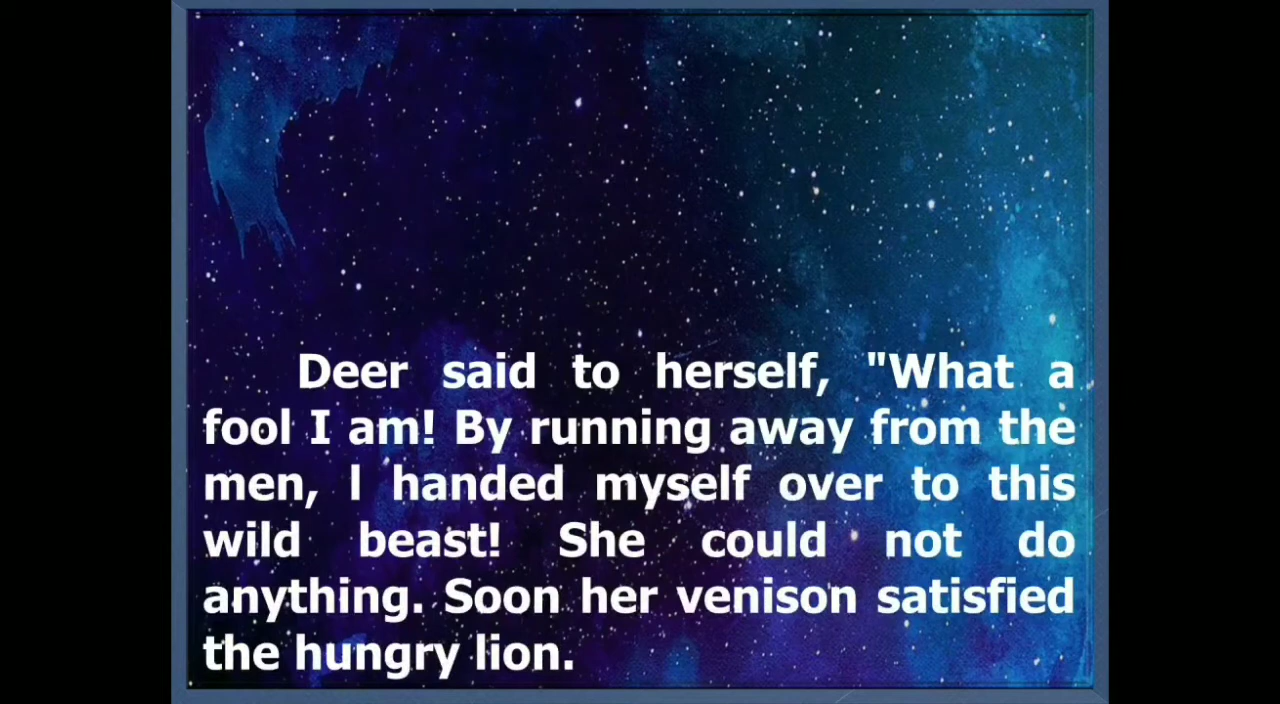 Deer said to herself, "What a
fool I am! By running away from the
men, l handed myself over to this
wild beast! She could not do
anything. Soon her venison satisfied
the hungry lion.